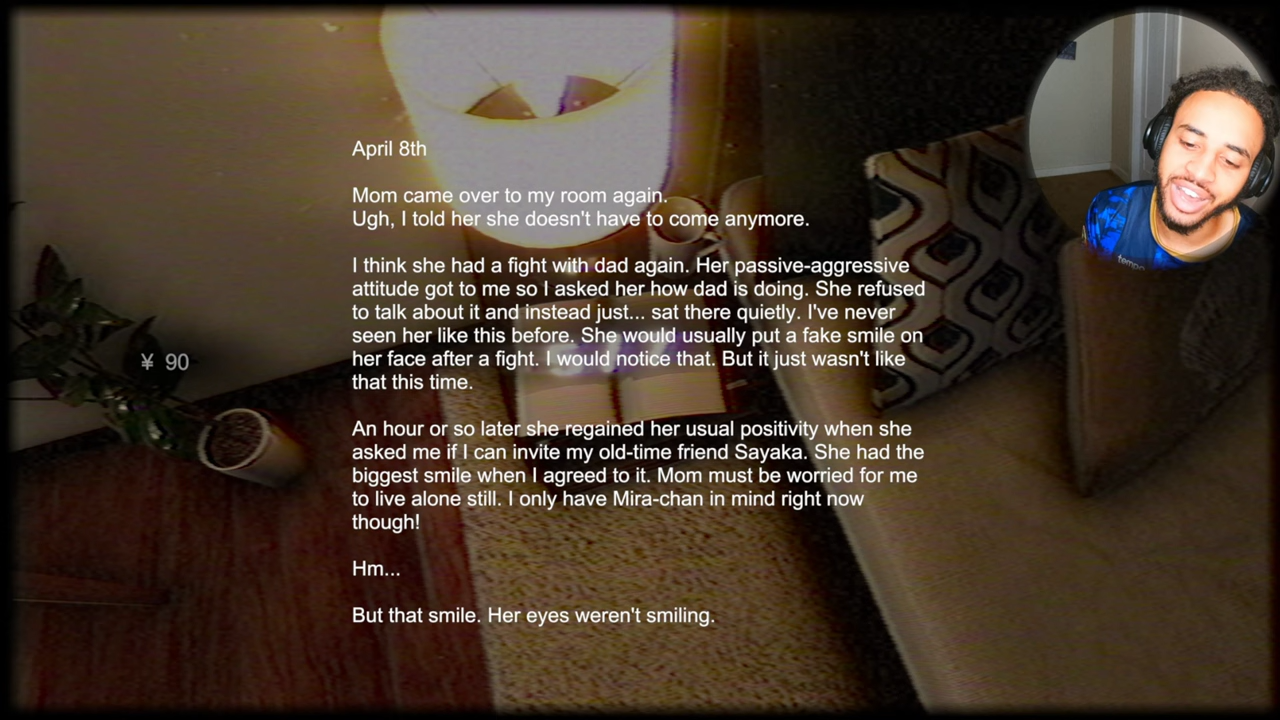 April 8th
Mom came over to my room again.
Ugh, I told her she doesn't have to come anymore.
I think she had a fight with dad again. Her passive-aggressive
attitude got to me so I asked her how dad is doing. She refused
to talk about it and instead just... sat there quietly. I've never
seen her like this before. She would usually put a fake smile on
her face after a fight. I would notice that. But it just wasn't like
that this time.
An hour or so later she regained her usual positivity when she
asked me if I can invite my old-time friend Sayaka. She had the
biggest smile when I agreed to it. Mom must be worried for me
to live alone still. I only have Mira-chan in mind right now
though!
Hm...
But that smile. Her eyes weren't smiling.
¥ 90